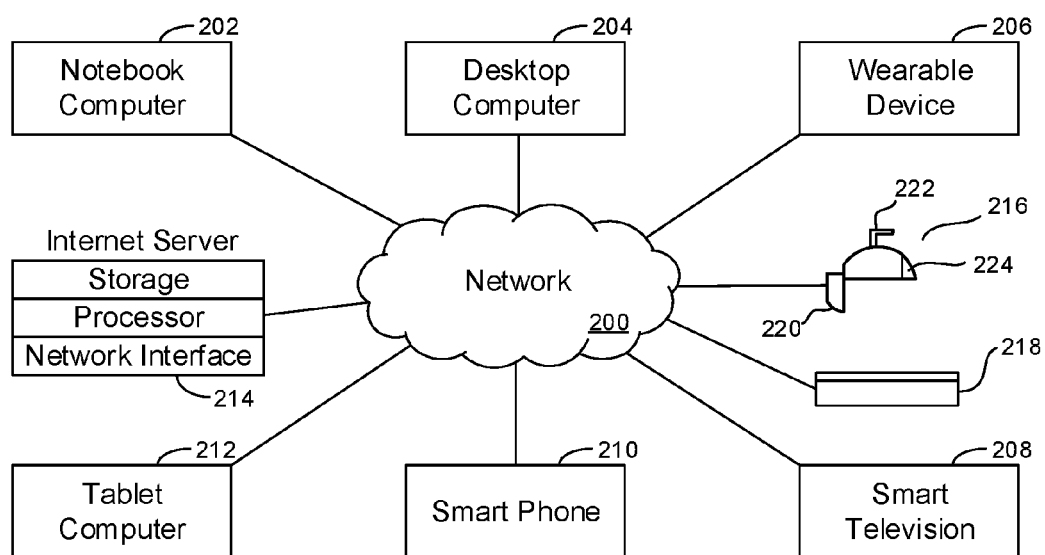 202
204
206
Notebook
Computer
Desktop
Computer
Wearable
Device
222
216
224
220
Internet Server
Storage
Processor
Network Interface
214
Network
200
218
212
210
208
Tablet
Computer
Smart Phone
Smart
Television